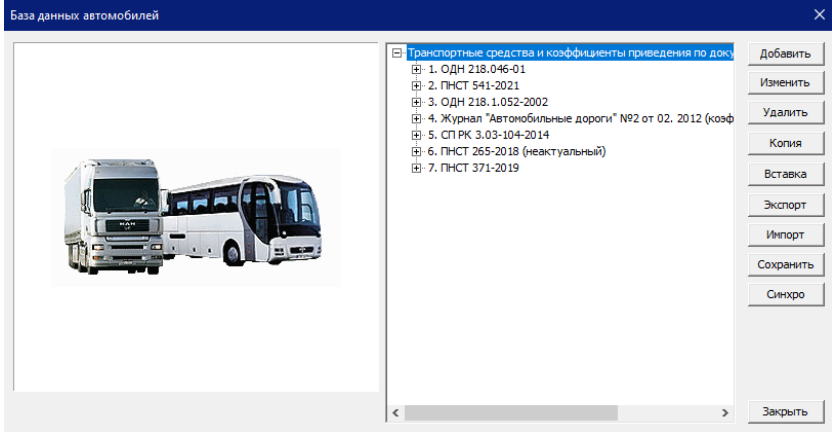 База данных автомобилей
Транспортные средства и коэффициенты приведения по доку
1. ОДН 218.046-01
2. ПНСТ 541-2021
3. ОДН 218.1.052-2002
4. Журнал "Автомобильные дороги" №2 от 02. 2012 (коэф
5. СП РК 3.03-104-2014
6. ПНСТ 265-2018 (неактуальный)
7. ПНСТ 371-2019
Добавить
Изменить
Удалить
Копия
Вставка
Экспорт
Импорт
Сохранить
Синхро
Закрыть
MAN